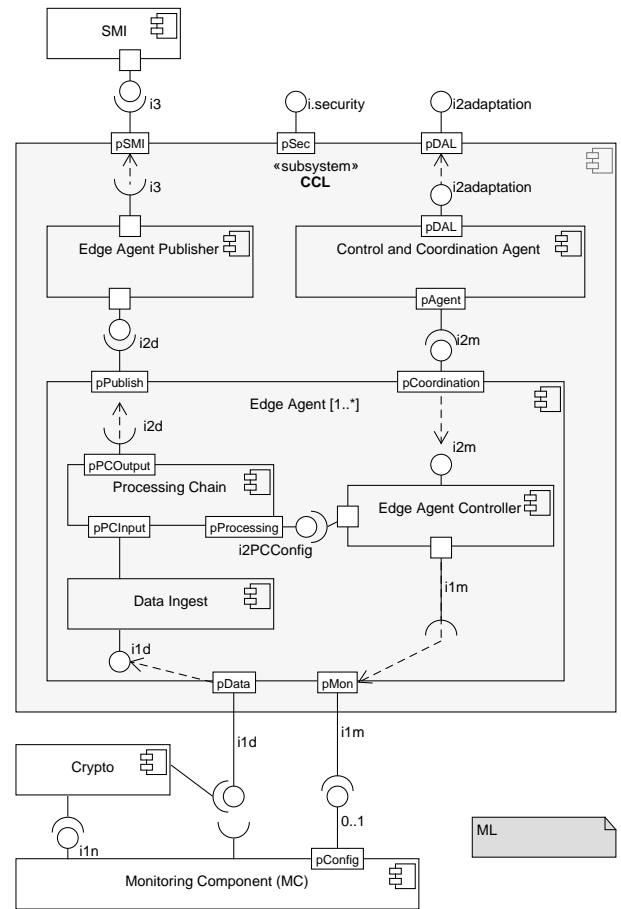 SMI
i3
i.security
i2adaptation
pSMI
pSec
pDAL
«subsystem»
CCL
i3
i2adaptation
pDAL
Edge Agent Publisher
Control and Coordination Agent
pAgent
i2d
i2m
pPublish
pCoordination
Edge Agent [1..*]
i2d
i2m
pPCOutput
Processing Chain
Edge Agent Controller
pPCInput
pProcessing
i2PCConfig
i1m
Data Ingest
i1d
pData
pMon
i1d
i1m
Crypto
0..1
ML
i1n
pConfig
Monitoring Component (MC)